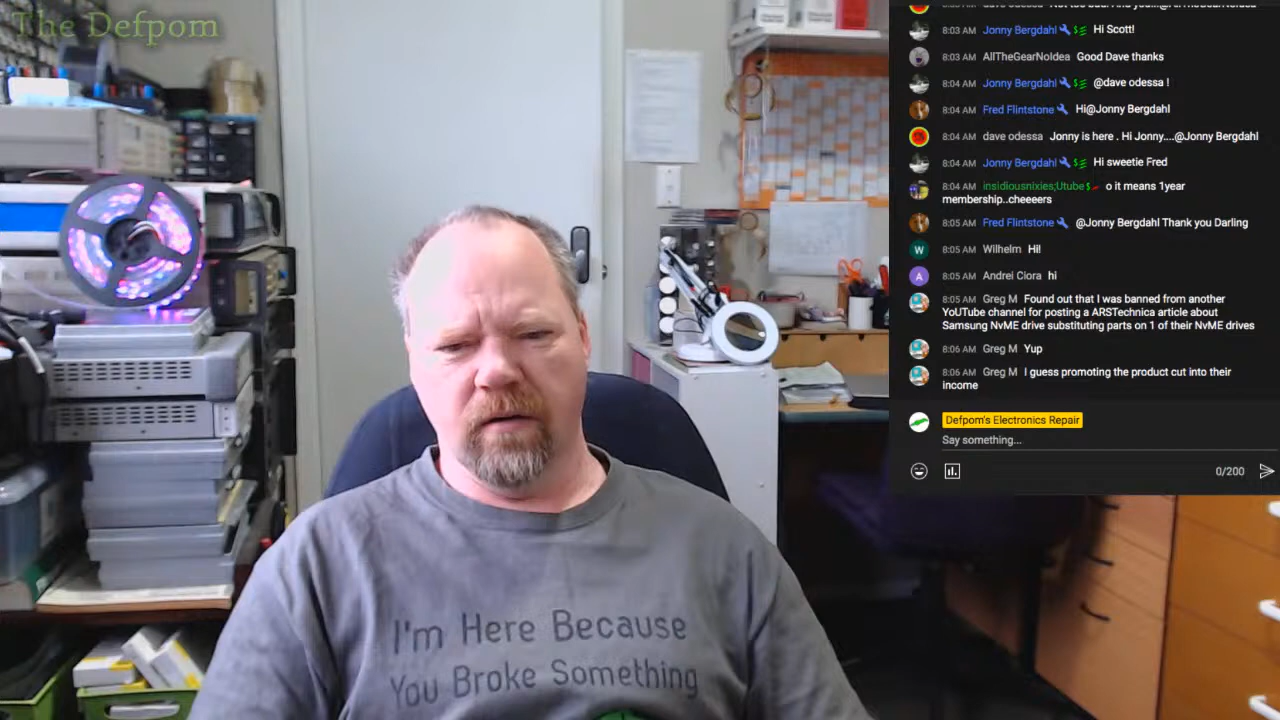 The Defpom
8:03 AM Jonny Bergdahl Hi Scott!
8:03 AM AllTheGearNoIdea Good Dave thanks
8:04 AM Jonny Bergdahl @dave odessa !
8:04 AM Fred Flintstone Hi@Jonny Bergdahl
8:04 AM dave odessa Jonny is here . Hi Jonny....@Jonny Bergdahl
8:04 AM Jonny Bergdahl Hi sweetie Fred
8:04 AM insidiousnixies;Utube o it means 1year
membership..cheeeers
8:05 AM Fred Flintstone @Jonny Bergdahl Thank you Darling
W 8:05 AM Wilhelm Hi!
A 8:05 AM Andrei Ciora hi
8:05 AM Greg M Found out that I was banned from another
YouTube channel for posting a ARSTechnica article about
Samsung NvME drive substituting parts on 1 of their NvME drives
8:06 AM Greg M Yup
8:06 AM Greg M I guess promoting the product cut into their
income
Defpom's Electronics Repair
Say something...
0/200
I'm Here Because
You Broke Something